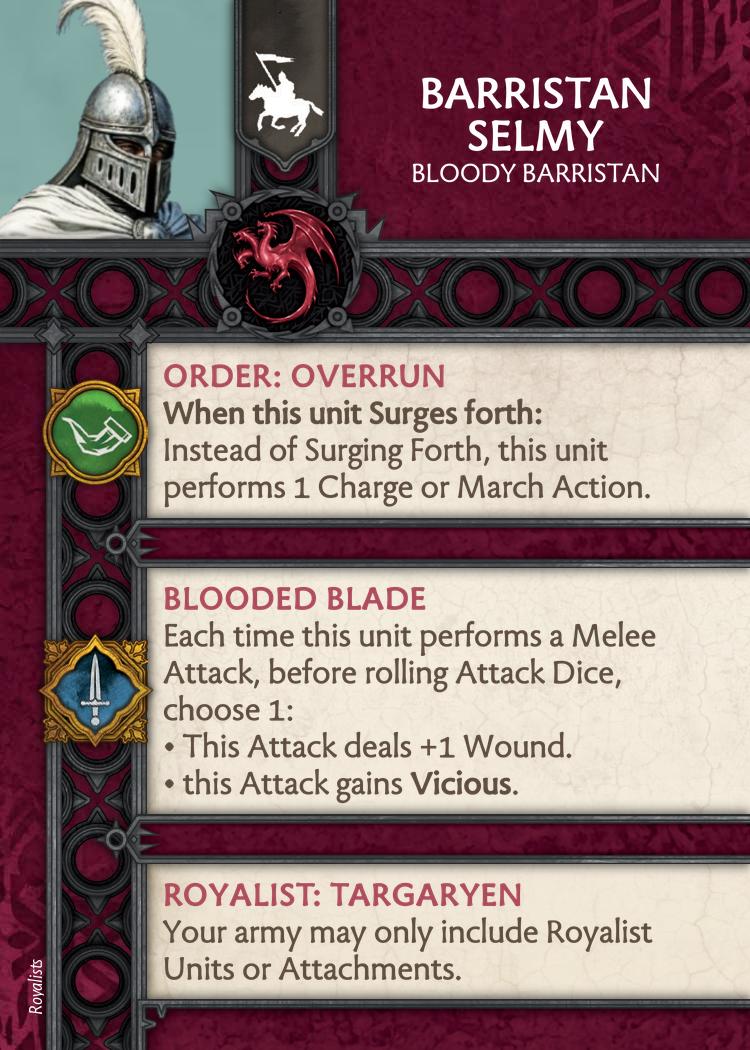 BARRISTAN
SELMY
BLOODY BARRISTAN
ORDER: OVERRUN
When this unit Surges forth:
Instead of Surging Forth, this unit
performs 1 Charge or March Action.
BLOODED BLADE
Each time this unit performs a Melee
Attack, before rolling Attack Dice,
choose 1:
• This Attack deals +1 Wound.
• this Attack gains Vicious.
ROYALIST: TARGARYEN
Your army may only include Royalist
Units or Attachments.
Royalists